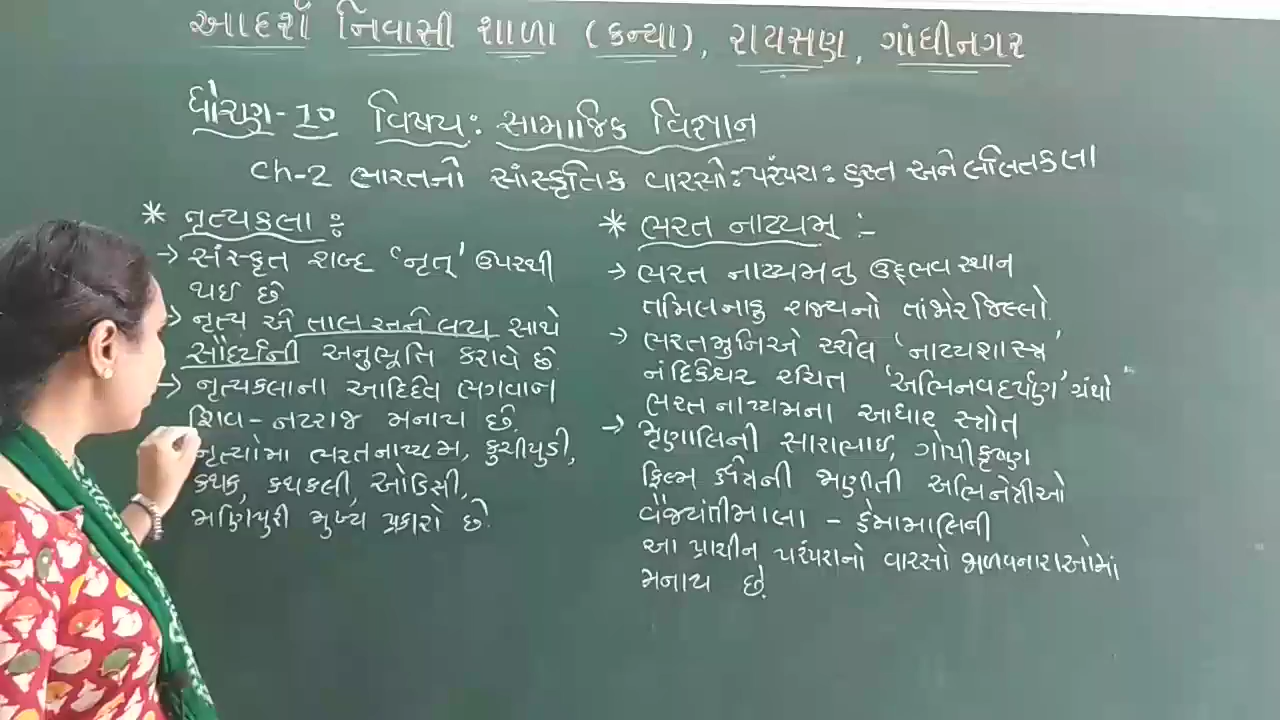 આદર્શ નિવાસી શાળા (કન્યા), રાયસણ, ગાંધીનગર
ધોરણ-10 વિષય: સામાજિક વિજ્ઞાન
ch-2 ભારતનો સાંસ્કૃતિક વારસો: પરંપરા: હસ્ત અને લલિતકલા
* નૃત્યકલા :
→ સંસ્કૃત શબ્દ 'નૃત્' ઉપરથી
થઇ છે.
→ નૃત્ય એ તાલ અને લય સાથે
સૌંદર્યની અનુભૂતિ કરાવે છે.
→ નૃત્યકલાના આદિદેવ ભગવાન
શિવ - નટરાજ મનાય છે.
નૃત્યોમા ભરતનાટ્યમ, કુચીપુડી,
કથક, કથકલી, ઓડિસી,
મણિપુરી મુખ્ય પ્રકારો છે.
* ભરત નાટ્યમ્ :-
→ ભરત નાટ્યમનુ ઉદ્દભવ સ્થાન
તમિલનાડુ રાજ્યનો તાંજોર જિલ્લો.
→ ભરતમુનિએ રચેલ 'નાટ્યશાસ્ત્ર'
નંદિકેશ્વર રચિત 'અભિનવદર્પણ' ગ્રંથો
ભરત નાટ્યમના આધાર સ્ત્રોત
→ મૃણાલિની સારાભાઇ, ગોપીકૃષ્ણ
ફિલ્મ ક્ષેત્રની જાણીતી અભિનેત્રીઓ
વૈજયંતીમાલા - હેમામાલિની
આ પ્રાચીન પરંપરાનો વારસો જાળવનારાઓમાં
મનાય છે.